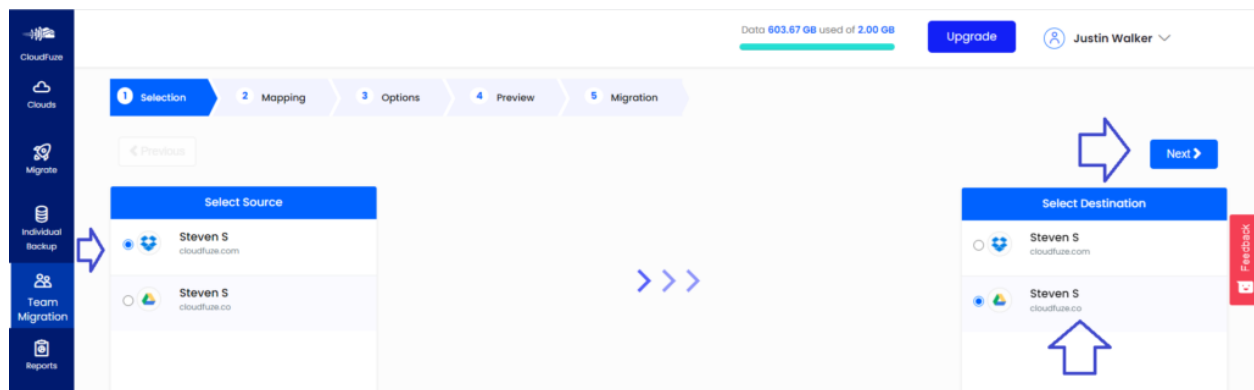 CloudFuze
Clouds
Migrate
Individual
Backup
Team
Migration
Reports
Data 603.67 GB used of 2.00 GB
Upgrade
Justin Walker
1 Selection
2 Mapping
3 Options
4 Preview
5 Migration
Previous
Next
Select Source
Steven S
cloudfuze.com
Steven S
cloudfuze.co
Select Destination
Steven S
cloudfuze.com
Steven S
cloudfuze.co
Feedback